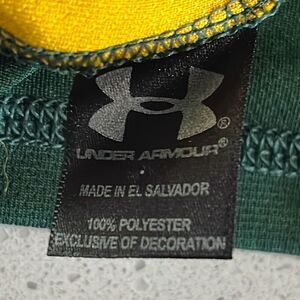 ®
UNDER ARMOUR®
MADE IN EL SALVADOR
100% POLYESTER
EXCLUSIVE OF DECORATION